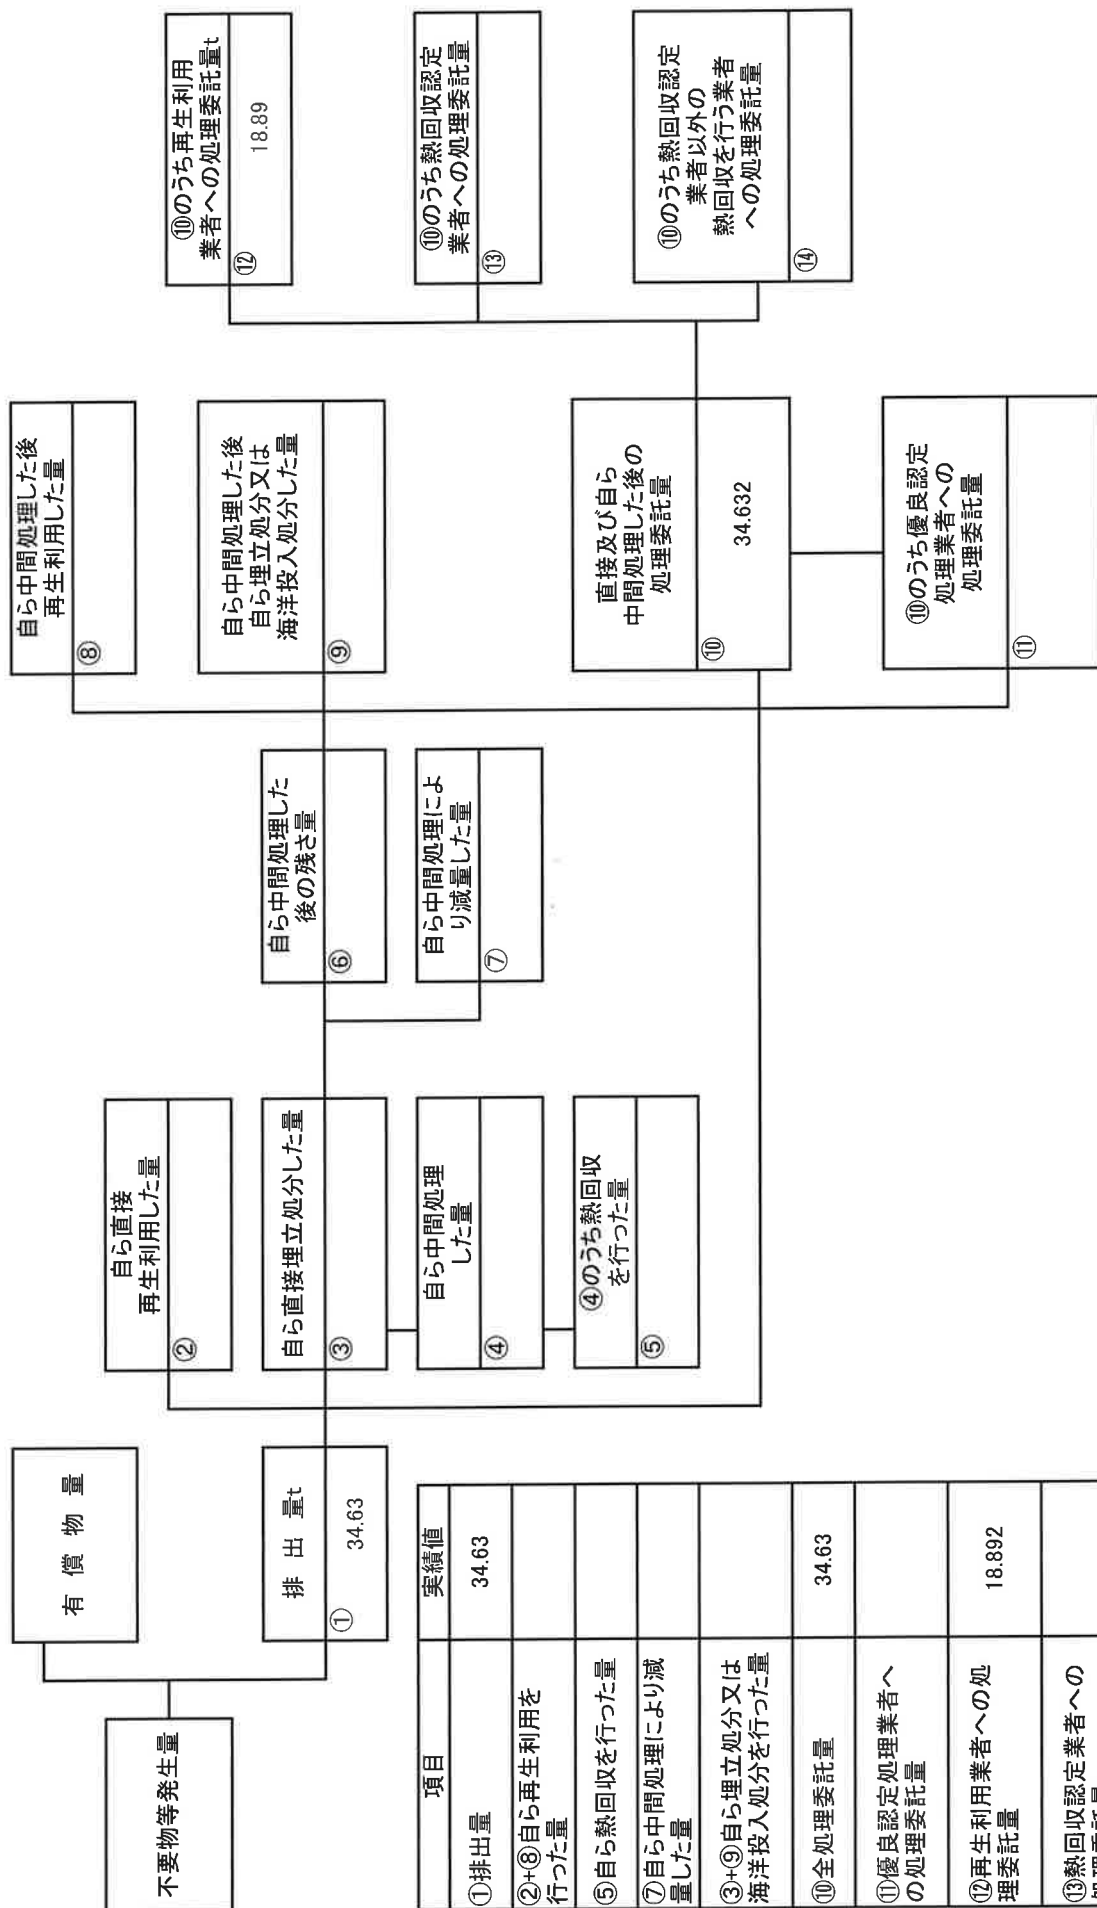 不要物等発生量
有 償 物 量
排 出 量t
①
34.63
自ら直接
再生利用した量
②
自ら直接埋立処分した量
③
自ら中間処理
した量
④
④のうち熱回収
を行った量
⑤
自ら中間処理した
後の残さ量
⑥
自ら中間処理によ
り減量した量
⑦
自ら中間処理した後
再生利用した量
⑧
自ら中間処理した後
自ら埋立処分又は
海洋投入処分した量
⑨
直接及び自ら
中間処理した後の
処理委託量
⑩
34.632
⑩のうち優良認定
処理業者への
処理委託量
⑪
⑩のうち再生利用
業者への処理委託量t
⑫
18.89
⑩のうち熱回収認定
業者への処理委託量
⑬
⑩のうち熱回収認定
業者以外の
熱回収を行う業者
への処理委託量
⑭
項目 実績値
①排出量 34.63
②+⑧自ら再生利用を
行った量
⑤自ら熱回収を行った量
⑦自ら中間処理により減
量した量
③+⑨自ら埋立処分又は
海洋投入処分を行った量
⑩全処理委託量 34.63
⑪優良認定処理業者へ
の処理委託量
⑫再生利用業者への処
理委託量 18.892
⑬熱回収認定業者への